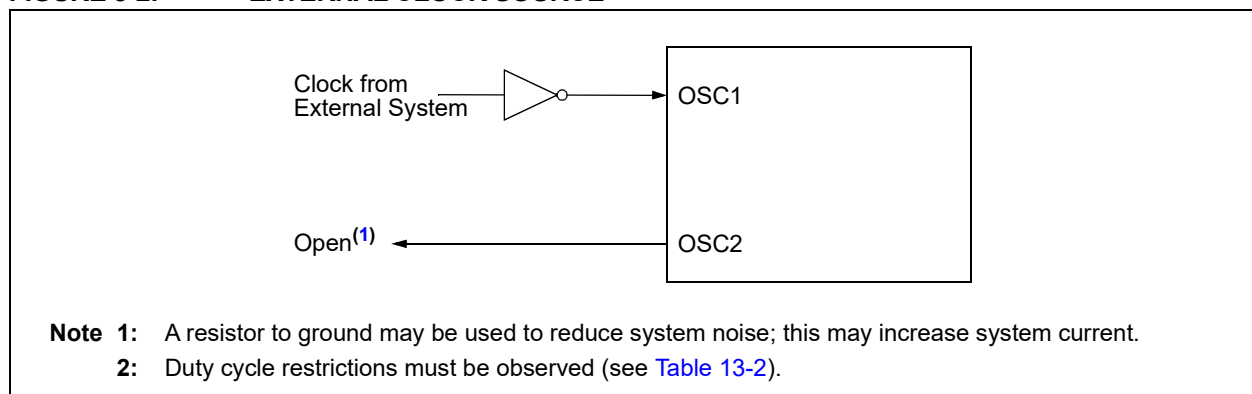 Clock from
External System
OSC1
Open(1)
OSC2
Note 1: A resistor to ground may be used to reduce system noise; this may increase system current.
2: Duty cycle restrictions must be observed (see Table 13-2).